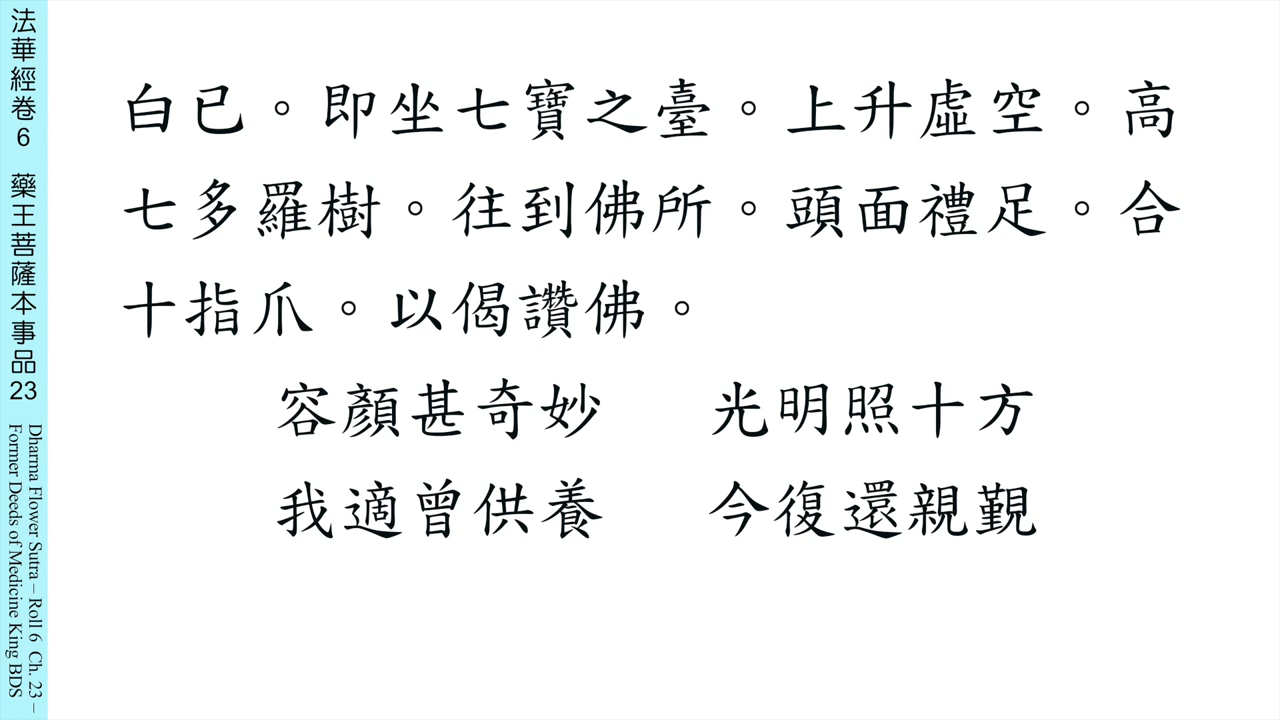 法華經卷6 藥王菩薩本事品23
Dharma Flower Sutra – Roll 6 Ch. 23 –
Former Deeds of Medicine King BDS
白已。即坐七寶之臺。上升虛空。高
七多羅樹。往到佛所。頭面禮足。合
十指爪。以偈讚佛。
容顏甚奇妙 光明照十方
我適曾供養 今復還親覲